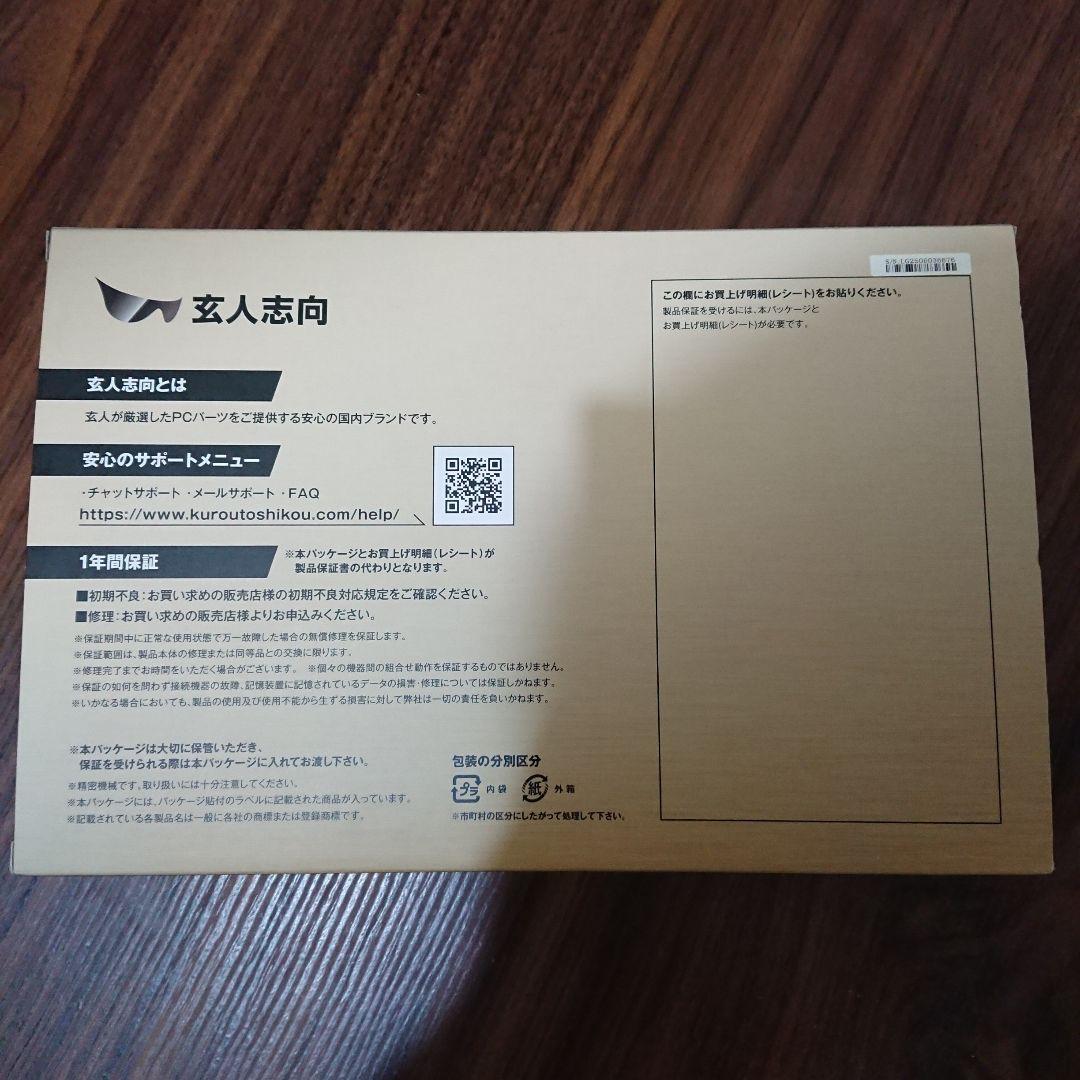 玄人志向
玄人志向とは
玄人が厳選したPCパーツをご提供する安心の国内ブランドです。
安心のサポートメニュー
・チャットサポート ・メールサポート ・FAQ
https://www.kuroutoshikou.com/help/
1年間保証
※本パッケージとお買上げ明細(レシート)が
製品保証書の代わりとなります。
■初期不良：お買い求めの販売店様の初期不良対応規定をご確認ください。
■修理：お買い求めの販売店様よりお申込みください。
※保証期間中に正常な使用状態で万一故障した場合の無償修理を保証します。
※保証範囲は、製品本体の修理または同等品との交換に限ります。
※修理完了までお時間をいただく場合がございます。 ※個々の機器間の組合せ動作を保証するものではありません。
※保証の如何を問わず接続機器の故障、記憶装置に記憶されているデータの損害・修理については保証しかねます。
※いかなる場合においても、製品の使用及び使用不能から生ずる損害に対して弊社は一切の責任を負いかねます。
※本パッケージは大切に保管いただき、
保証を受けられる際は本パッケージに入れてお渡し下さい。
※精密機械です。取り扱いには十分注意してください。
※本パッケージには、パッケージ貼付のラベルに記載された商品が入っています。
※記載されている各製品名は一般に各社の商標または登録商標です。
包装の分別区分
プラ 内袋 紙 外箱
※市町村の区分にしたがって処理して下さい。
この欄にお買上げ明細(レシート)をお貼りください。
製品保証を受けるには、本パッケージと
お買上げ明細(レシート)が必要です。